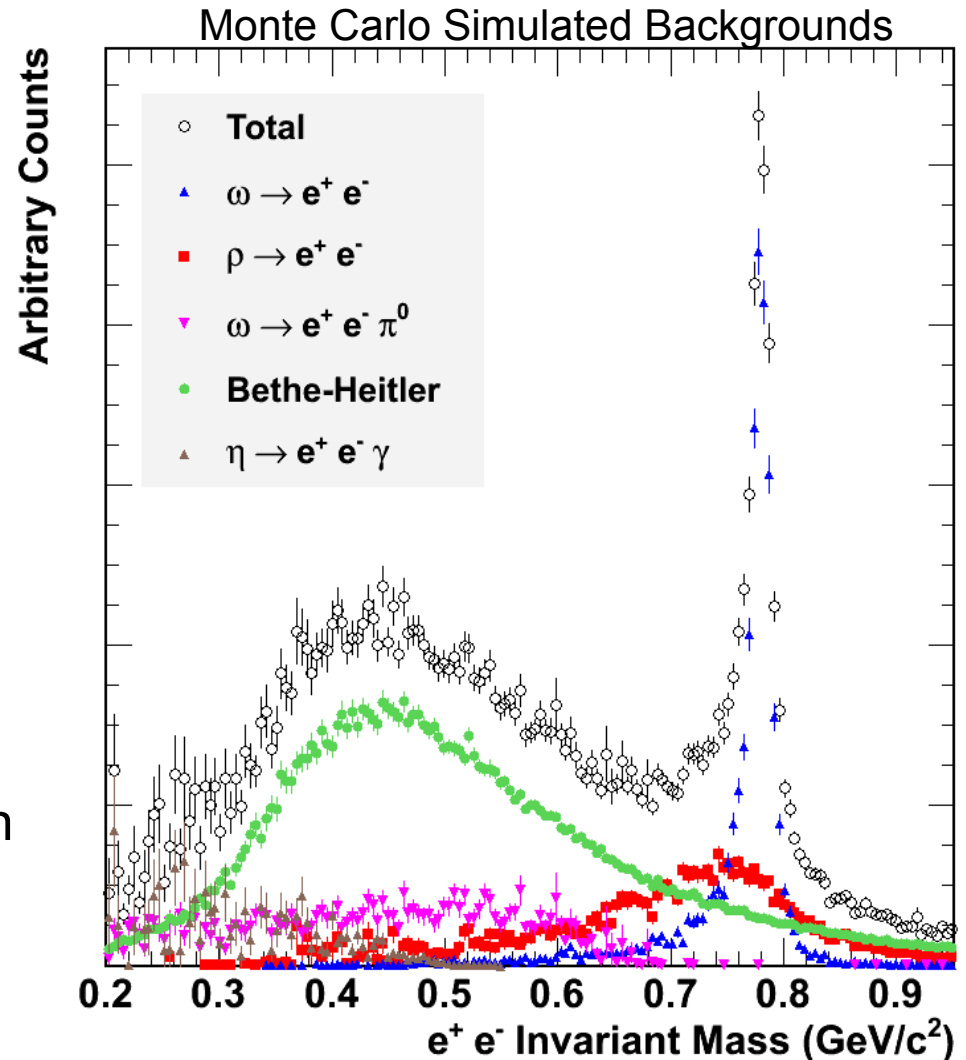 Monte Carlo Simulated Backgrounds
Arbitrary Counts
Total
ω → e⁺ e⁻
ρ → e⁺ e⁻
ω → e⁺ e⁻ π⁰
Bethe-Heitler
η → e⁺ e⁻ γ
n
0.2 0.3 0.4 0.5 0.6 0.7 0.8 0.9
e⁺ e⁻ Invariant Mass (GeV/c²)